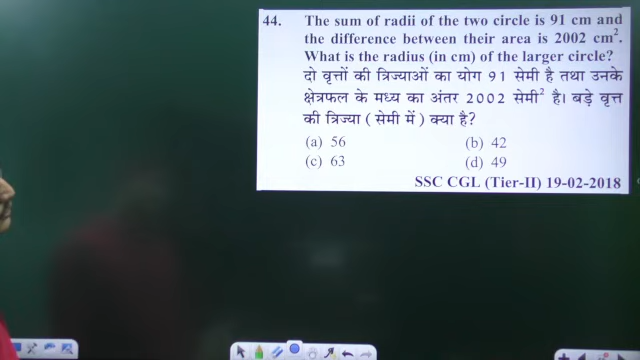 44. The sum of radii of the two circle is 91 cm and
the difference between their area is 2002 cm².
What is the radius (in cm) of the larger circle?
दो वृत्तों की त्रिज्याओं का योग 91 सेमी है तथा उनके
क्षेत्रफल के मध्य का अंतर 2002 सेमी² है। बड़े वृत्त
की त्रिज्या ( सेमी में ) क्या है?
(a) 56 (b) 42
(c) 63 (d) 49
SSC CGL (Tier-II) 19-02-2018